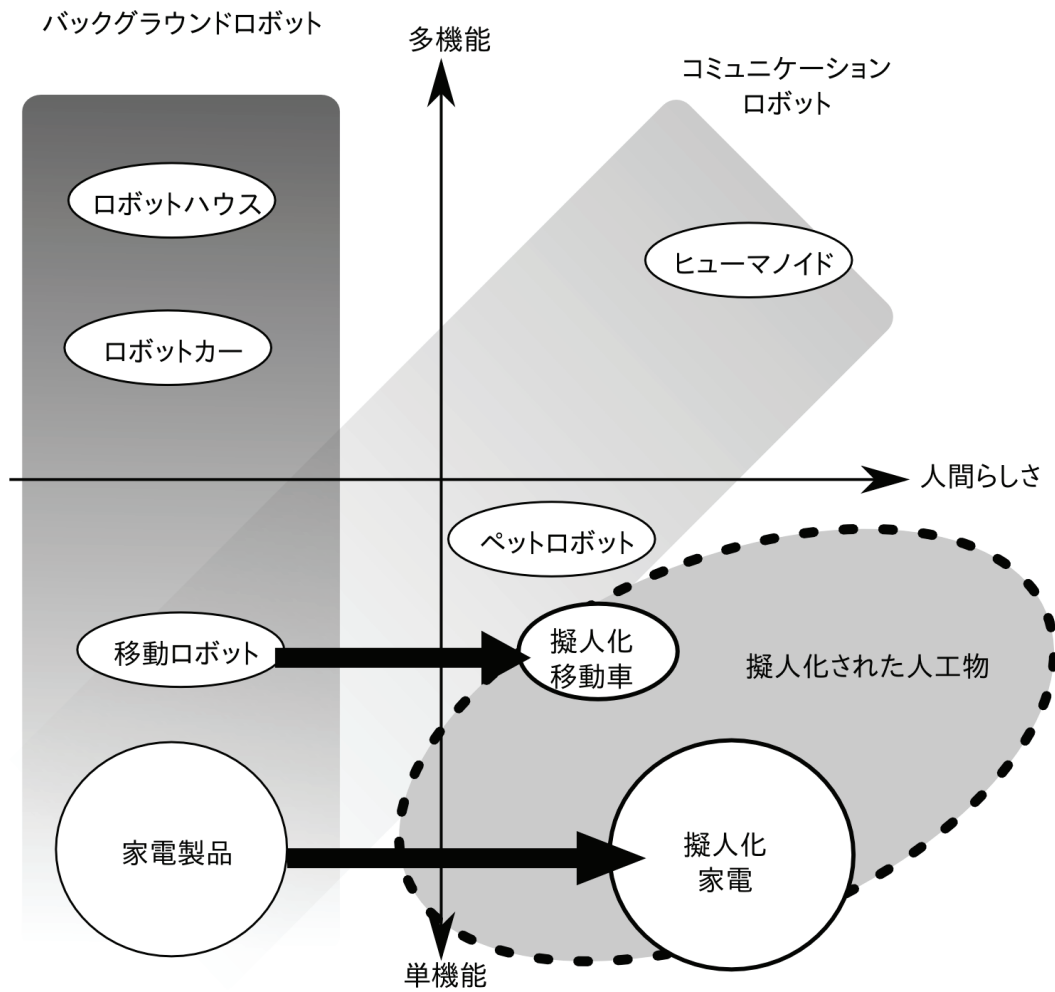 バックグラウンドロボット
多機能
コミュニケーション
ロボット
ロボットハウス
ヒューマノイド
ロボットカー
人間らしさ
ペットロボット
移動ロボット
擬人化
移動車
擬人化された人工物
家電製品
擬人化
家電
単機能